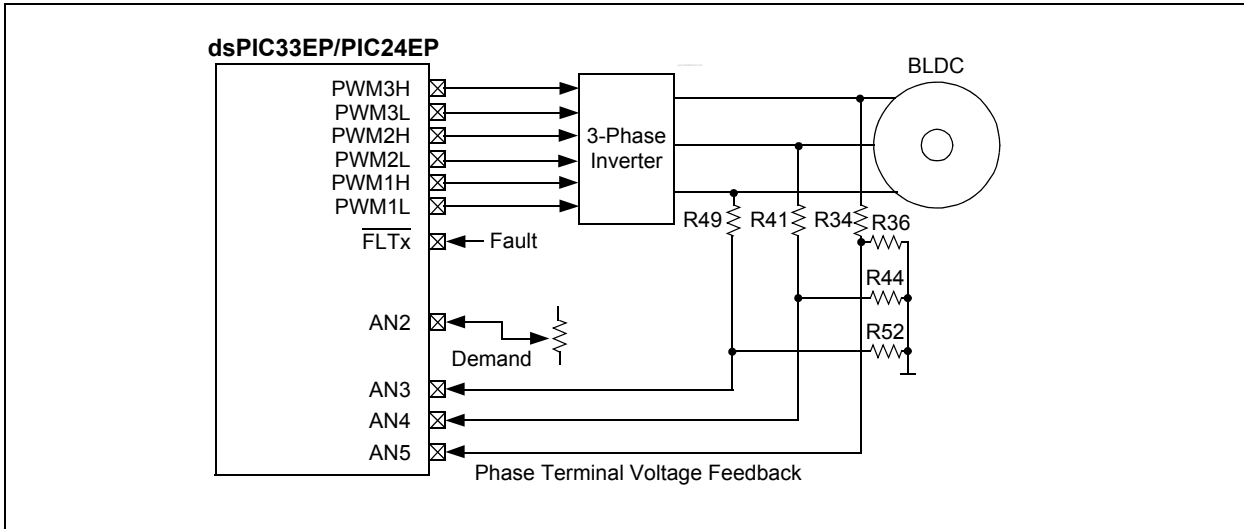 dsPIC33EP/PIC24EP
BLDC
PWM3H
PWM3L
PWM2H
PWM2L
PWM1H
PWM1L
3-Phase
Inverter
R49
R41
R34
R36
FLTx
Fault
R44
AN2
Demand
R52
AN3
AN4
AN5
Phase Terminal Voltage Feedback